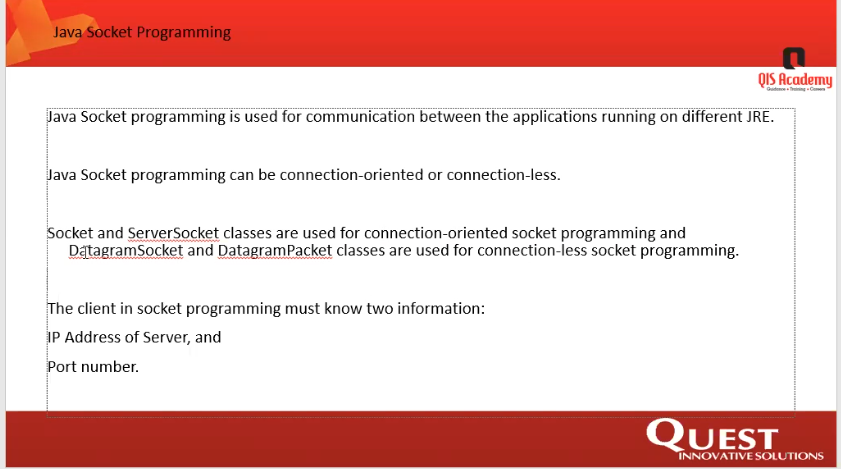 Java Socket Programming
QIS Academy
Guidance • Training • Careers
Java Socket programming is used for communication between the applications running on different JRE.
Java Socket programming can be connection-oriented or connection-less.
Socket and ServerSocket classes are used for connection-oriented socket programming and
DatagramSocket and DatagramPacket classes are used for connection-less socket programming.
The client in socket programming must know two information:
IP Address of Server, and
Port number.
QUEST
INNOVATIVE SOLUTIONS